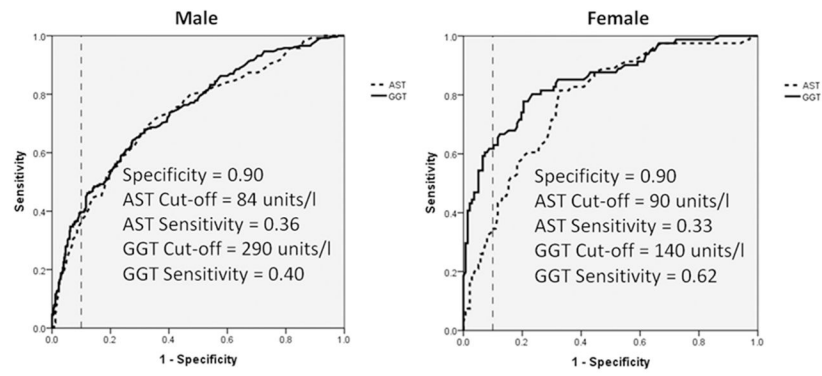 Male
1.0
0.8
0.6
0.4
0.2
0.0
Sensitivity
Specificity = 0.90
AST Cut-off = 84 units/l
AST Sensitivity = 0.36
GGT Cut-off = 290 units/l
GGT Sensitivity = 0.40
0.0 0.2 0.4 0.6 0.8 1.0
1 - Specificity
AST
GGT
Female
1.0
0.8
0.6
0.4
0.2
0.0
Sensitivity
Specificity = 0.90
AST Cut-off = 90 units/l
AST Sensitivity = 0.33
GGT Cut-off = 140 units/l
GGT Sensitivity = 0.62
0.0 0.2 0.4 0.6 0.8 1.0
1 - Specificity
AST
GGT